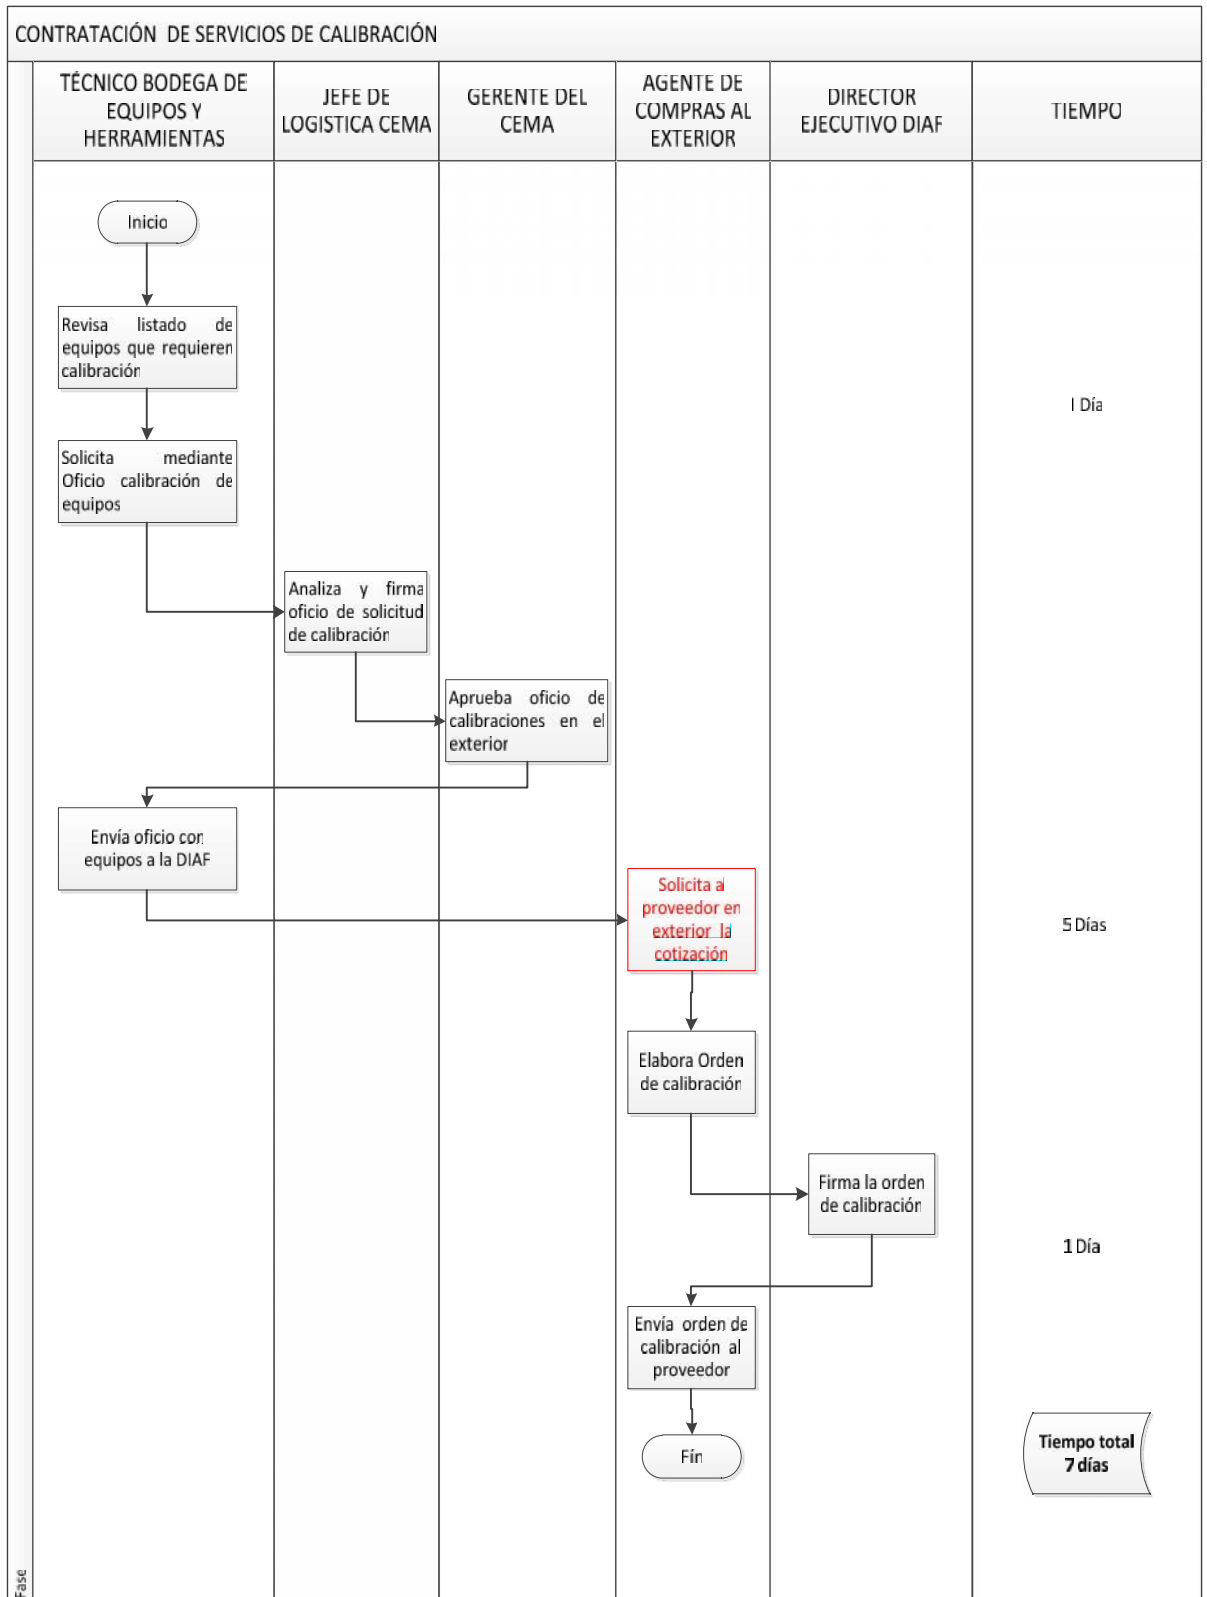 CONTRATACIÓN DE SERVICIOS DE CALIBRACIÓN
TÉCNICO BODEGA DE
EQUIPOS Y
HERRAMIENTAS
JEFE DE
LOGISTICA CEMA
GERENTE DEL
CEMA
AGENTE DE
COMPRAS AL
EXTERIOR
DIRECTOR
EJECUTIVO DIAF
TIEMPO
Inicio
Revisa listado de
equipos que requieren
calibración
1 Día
Solicita mediante
Oficio calibración de
equipos
Analiza y firma
oficio de solicitud
de calibración
Aprueba oficio de
calibraciones en el
exterior
Envía oficio con
equipos a la DIAF
Solicita al
proveedor en
exterior la
cotización
5 Días
Elabora Orden
de calibración
Firma la orden
de calibración
1 Día
Envía orden de
calibración al
proveedor
Fín
Tiempo total
7 días
Fase